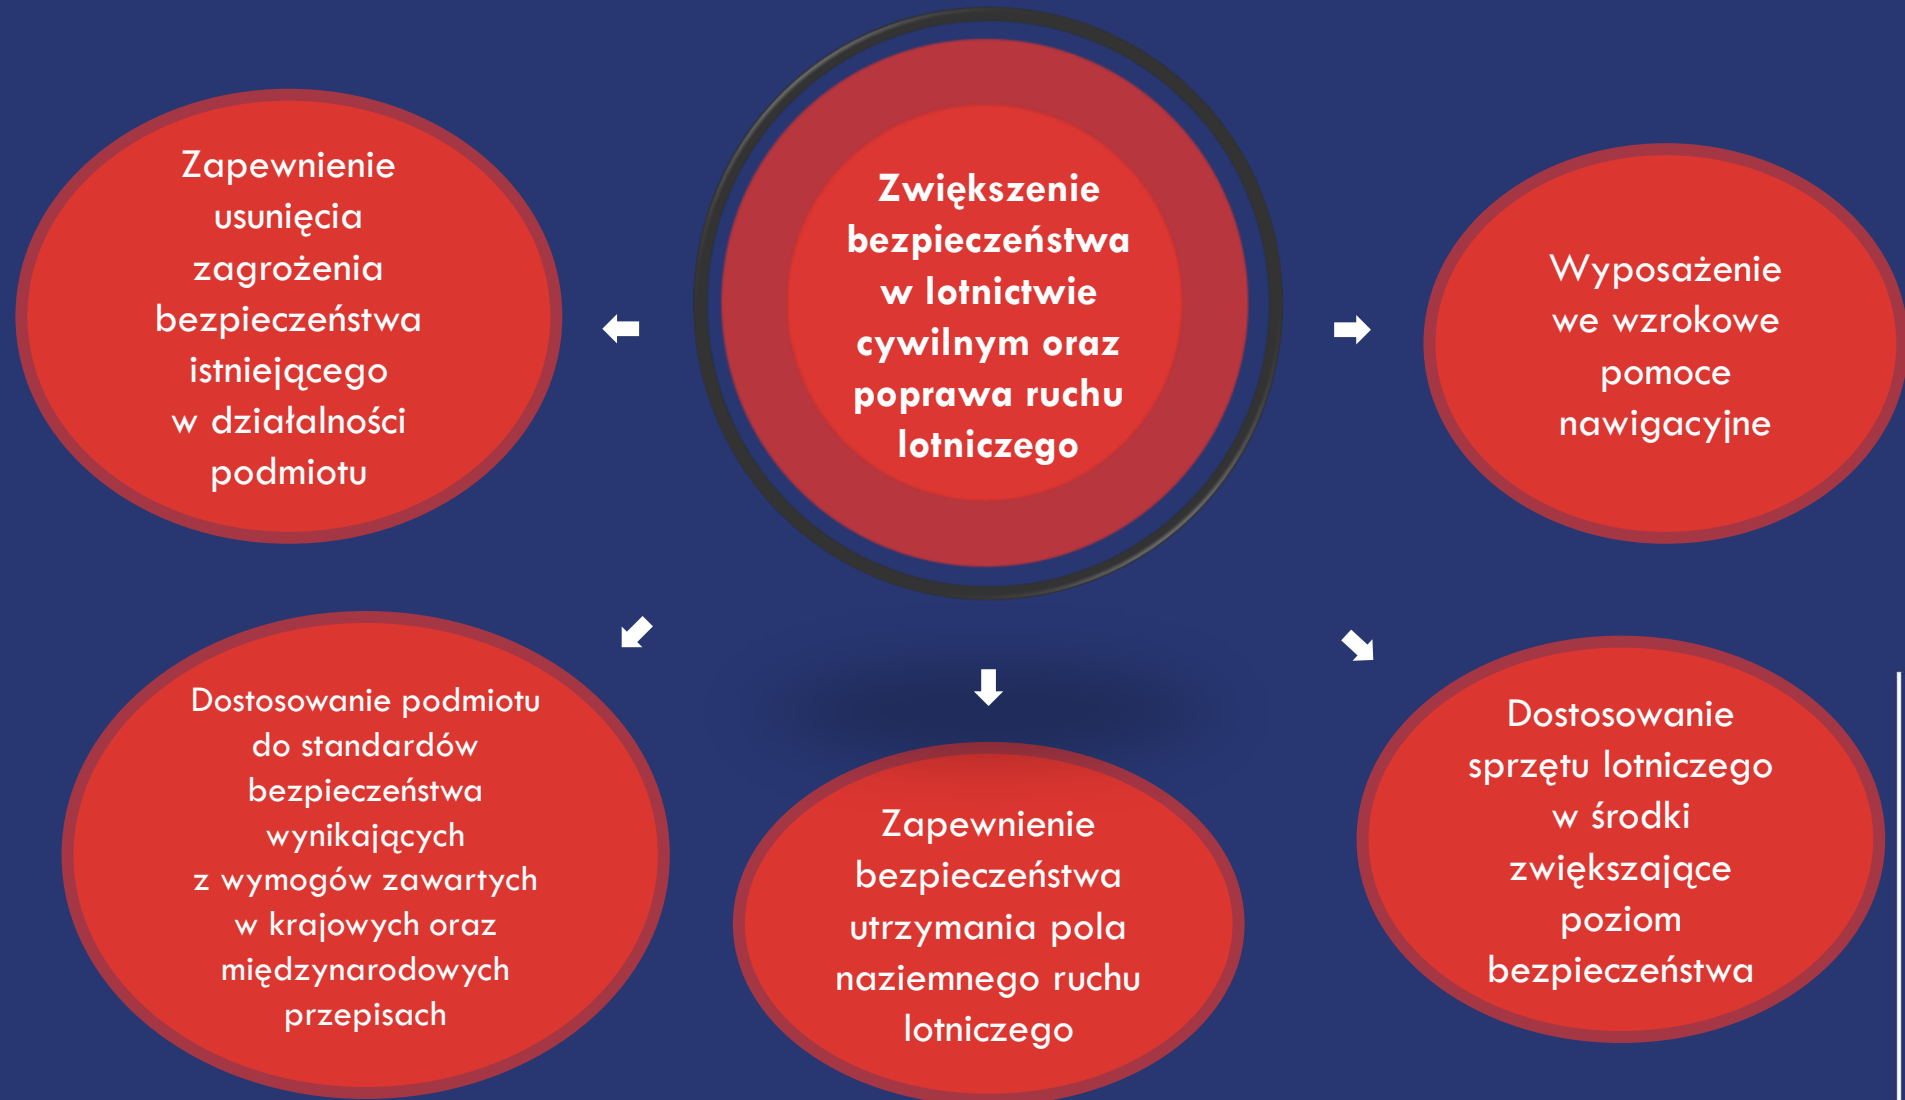 Zwiększenie
bezpieczeństwa
w lotnictwie
cywilnym oraz
poprawa ruchu
lotniczego
Zapewnienie
usunięcia
zagrożenia
bezpieczeństwa
istniejącego
w działalności
podmiotu
Wyposażenie
we wzrokowe
pomoce
nawigacyjne
Dostosowanie podmiotu
do standardów
bezpieczeństwa
wynikających
z wymogów zawartych
w krajowych oraz
międzynarodowych
przepisach
Zapewnienie
bezpieczeństwa
utrzymania pola
naziemnego ruchu
lotniczego
Dostosowanie
sprzętu lotniczego
w środki
zwiększające
poziom
bezpieczeństwa